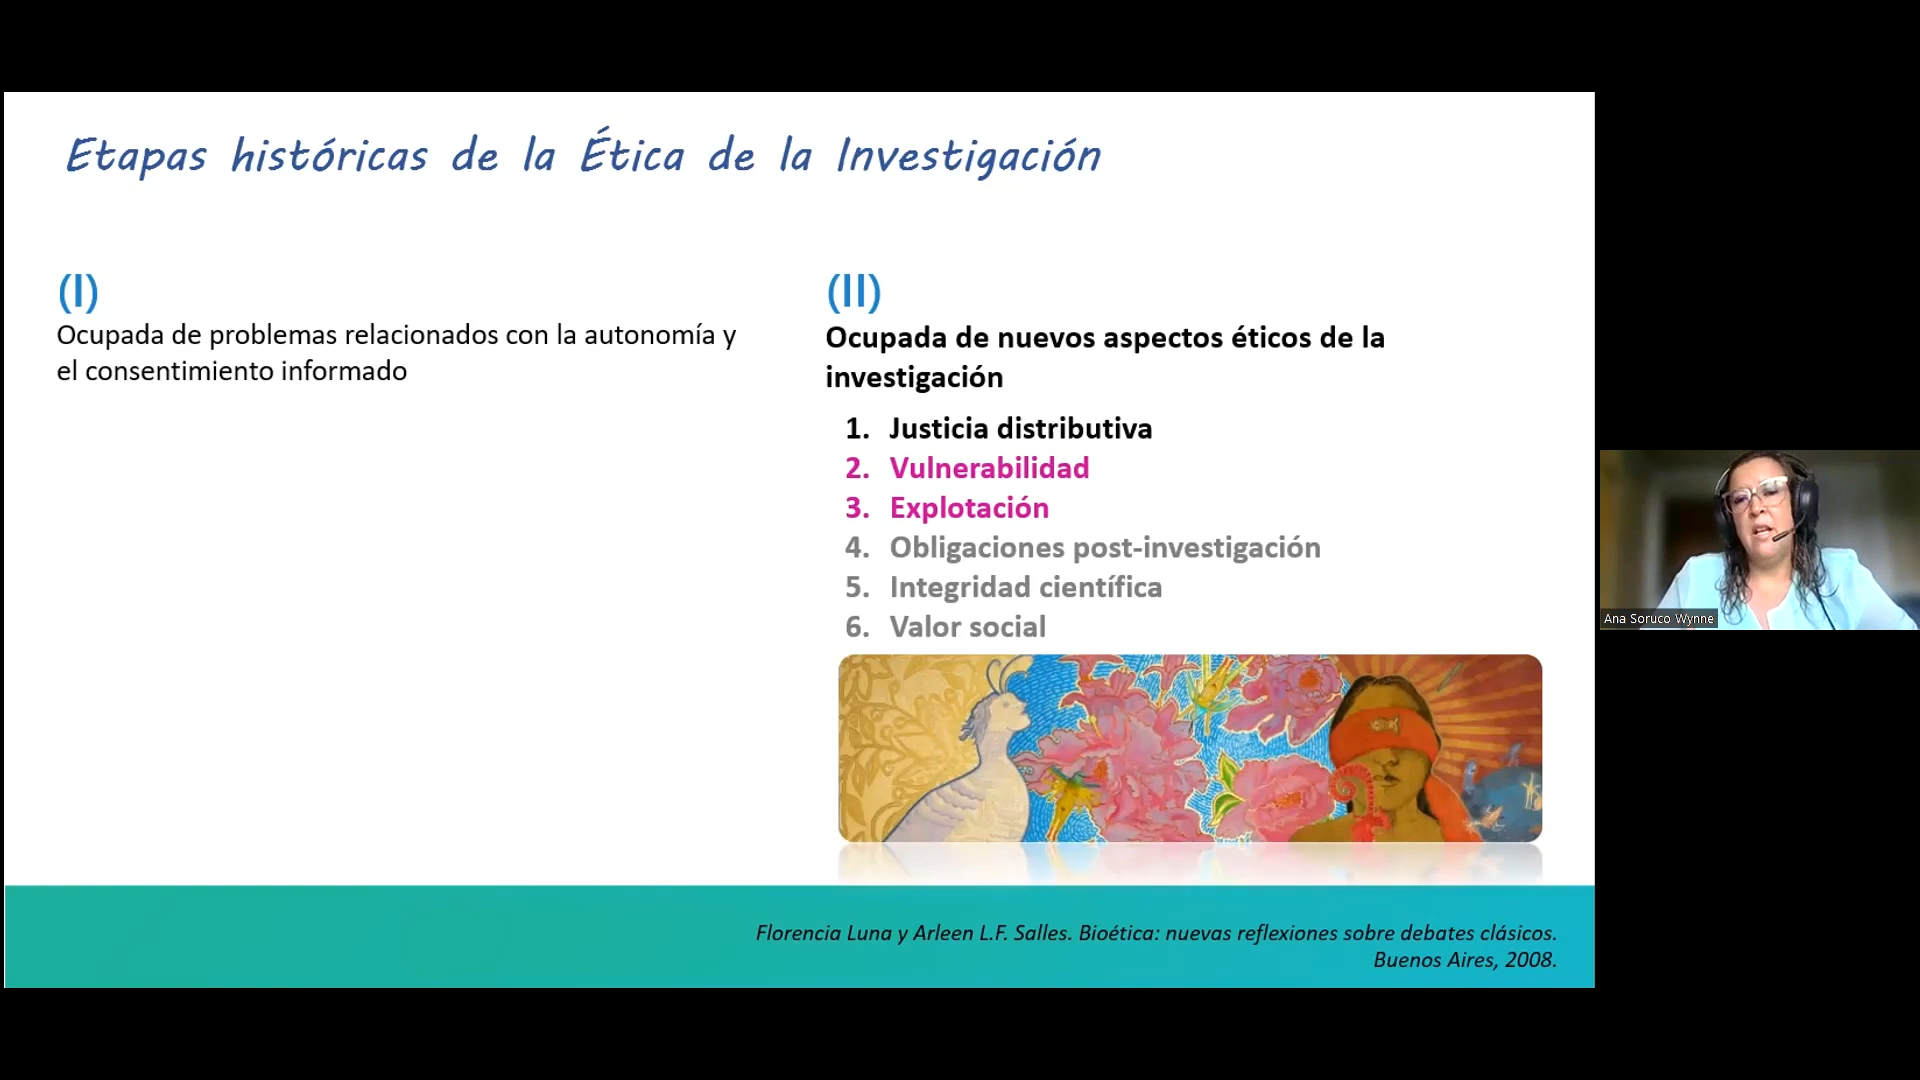 Etapas históricas de la Ética de la Investigación
(I)
Ocupada de problemas relacionados con la autonomía y
el consentimiento informado
(II)
Ocupada de nuevos aspectos éticos de la
investigación
1. Justicia distributiva
2. Vulnerabilidad
3. Explotación
4. Obligaciones post-investigación
5. Integridad científica
6. Valor social
Florencia Luna y Arleen L.F. Salles. Bioética: nuevas reflexiones sobre debates clásicos.
Buenos Aires, 2008.
Ana Soruco Wynne